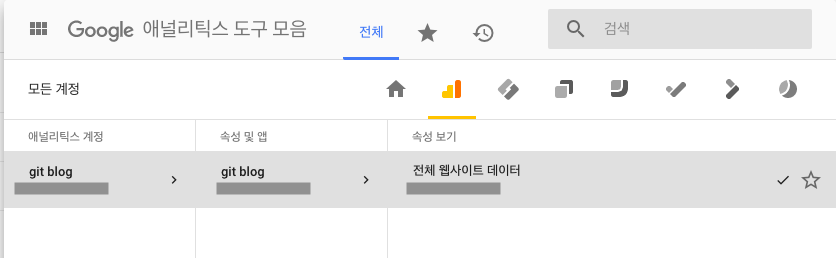 Google 애널리틱스 도구 모음
전체
검색
모든 계정
애널리틱스 계정
속성 및 앱
속성 보기
git blog
git blog
전체 웹사이트 데이터